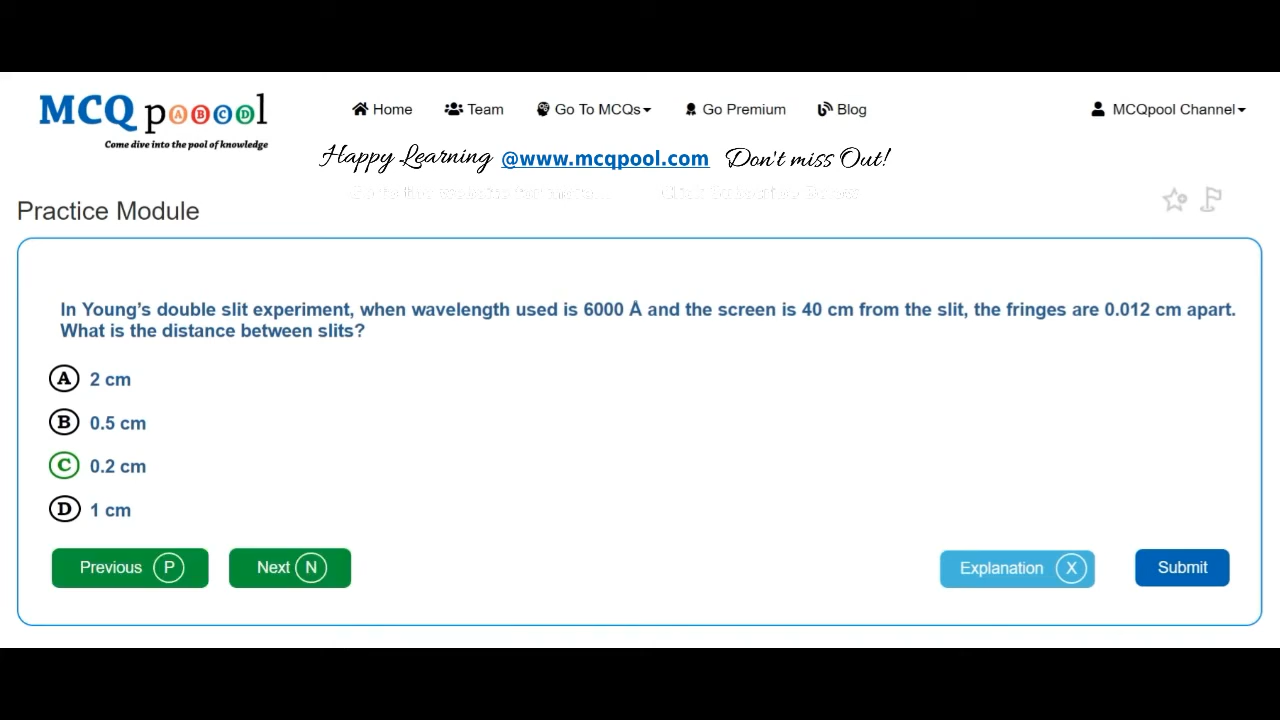 MCQ pABCDl
Come dive into the pool of knowledge
Home Team Go To MCQs Go Premium Blog MCQpool Channel
Happy Learning @www.mcqpool.com Don't miss Out!
Practice Module
In Young's double slit experiment, when wavelength used is 6000 Å and the screen is 40 cm from the slit, the fringes are 0.012 cm apart.
What is the distance between slits?
A 2 cm
B 0.5 cm
C 0.2 cm
D 1 cm
Previous P Next N Explanation X Submit